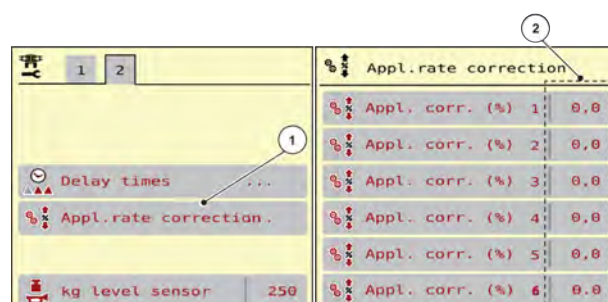 2
1 2
Appl.rate correction
1
Appl. corr. (%) 1 0,0
Appl. corr. (%) 2 0,0
Delay times ...
Appl. corr. (%) 3 0,0
Appl.rate correction.
Appl. corr. (%) 4 0,0
Appl. corr. (%) 5 0,0
kg level sensor 250
Appl. corr. (%) 6 0.0